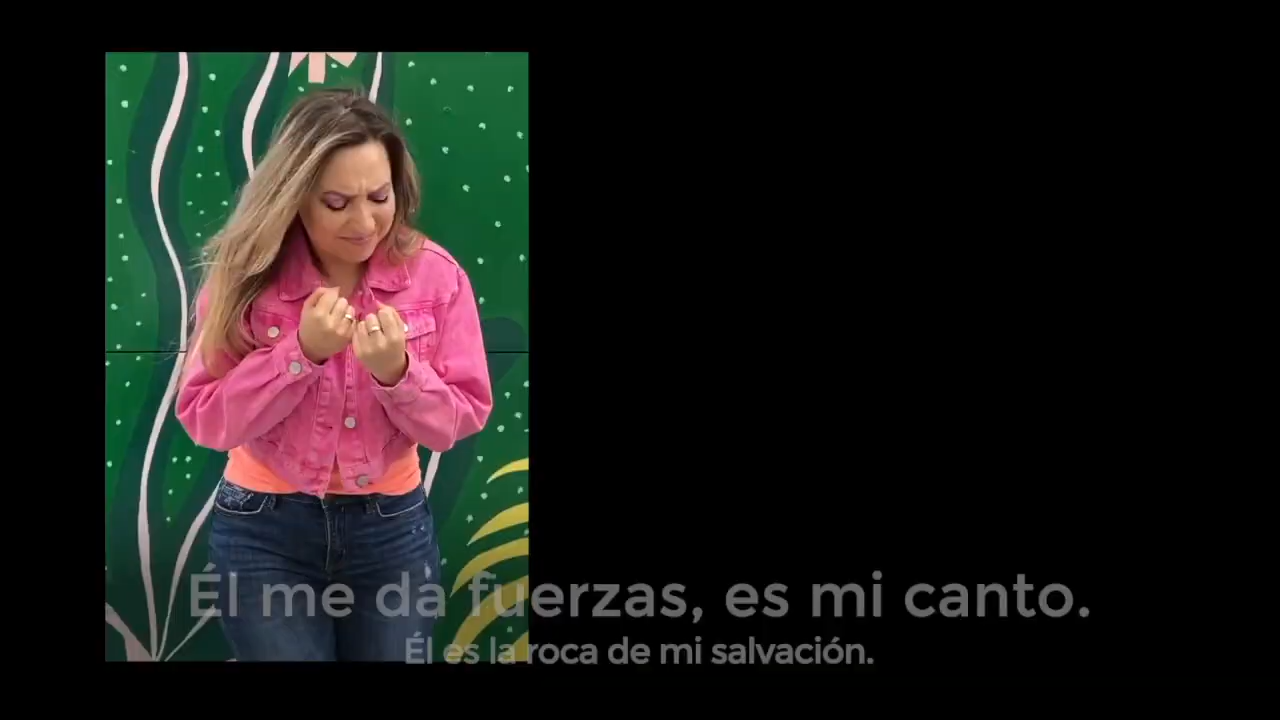 Él me da fuerzas, es mi canto.
Él es la roca de mi salvación.